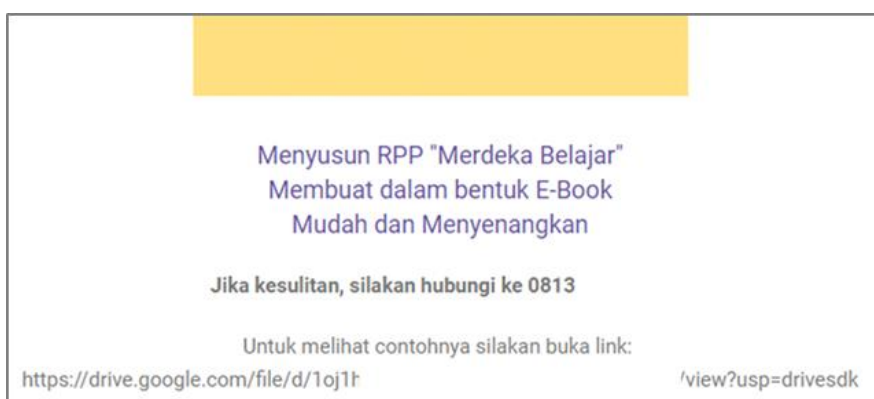 Menyusun RPP "Merdeka Belajar"
Membuat dalam bentuk E-Book
Mudah dan Menyenangkan
Jika kesulitan, silakan hubungi ke 0813
Untuk melihat contohnya silakan buka link:
https://drive.google.com/file/d/1oj1h /view?usp=drivesdk